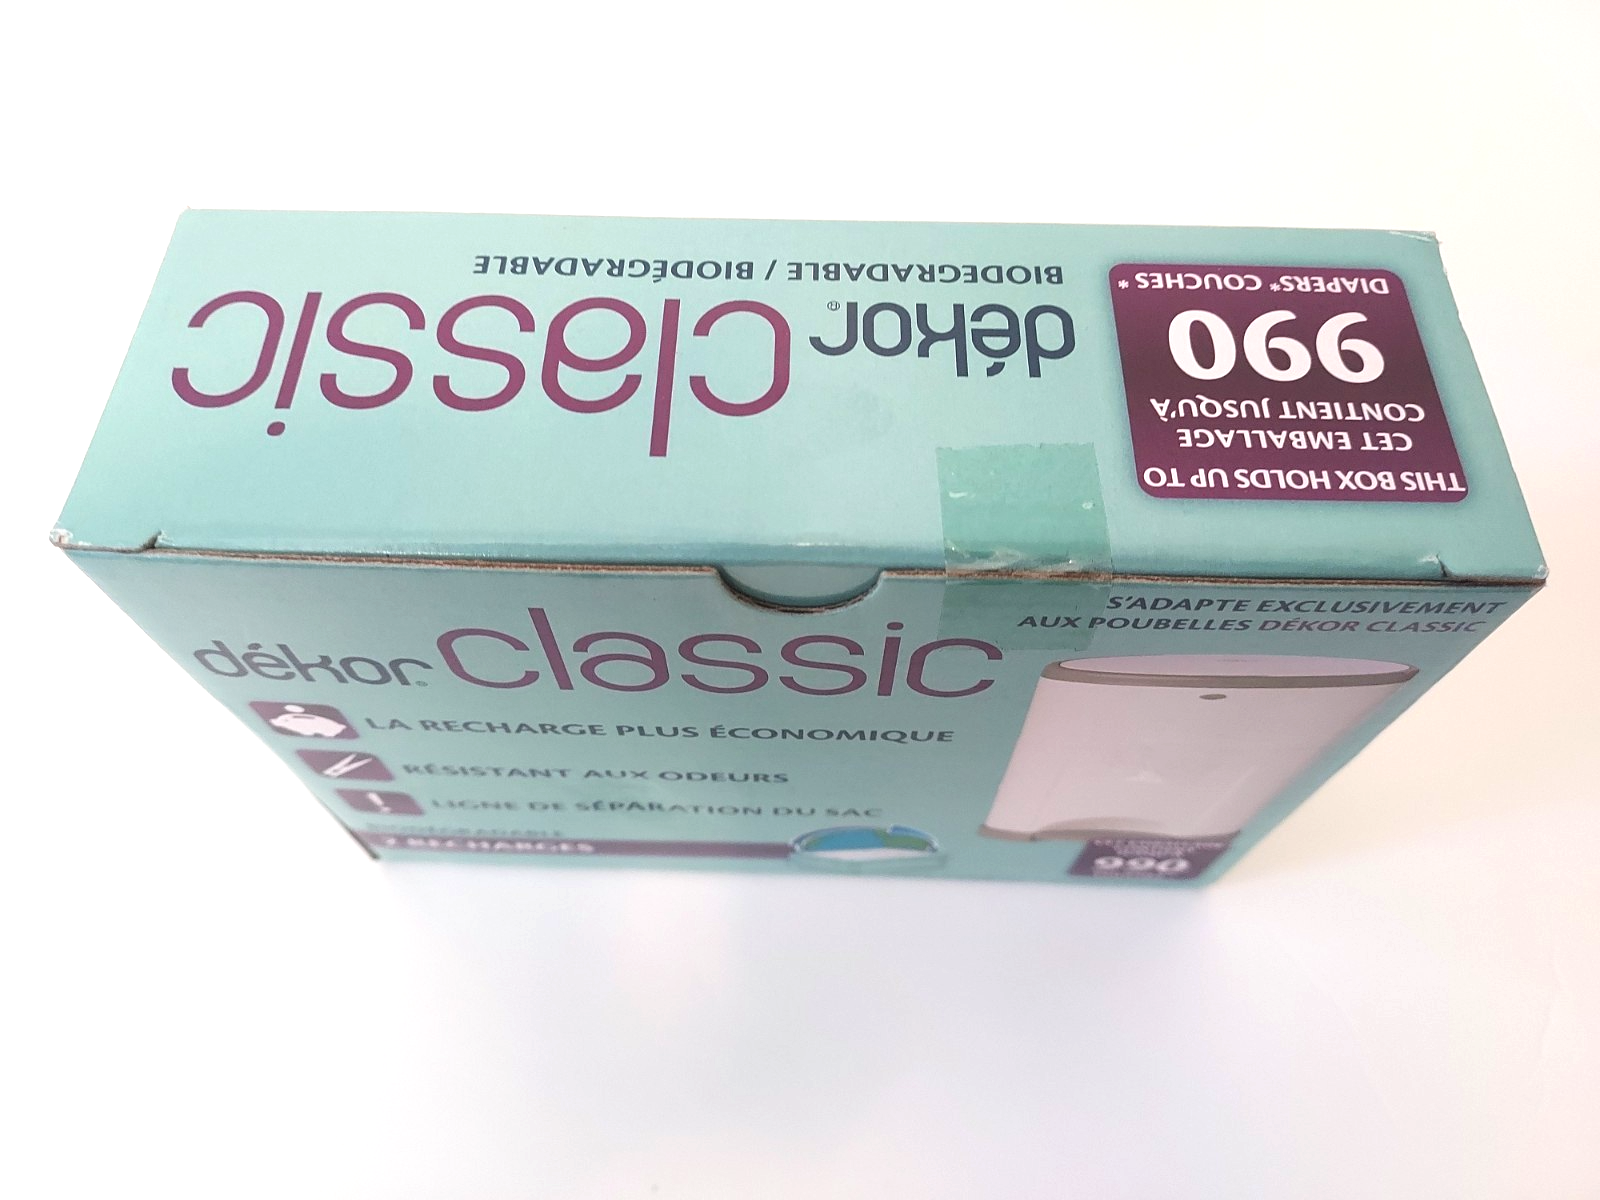 THIS BOX HOLDS UP TO
CET EMBALLAGE
CONTIENT JUSQU'À
990
DIAPERS* COUCHES*
dékor® classic
BIODEGRADABLE / BIODÉGRADABLE
S'ADAPTE EXCLUSIVEMENT
AUX POUBELLES DÉKOR CLASSIC
dékor® classic
LA RECHARGE PLUS ÉCONOMIQUE
RÉSISTANT AUX ODEURS
LIGNE DE SÉPARATION DU SAC
BIODÉGRADABLE
RECHARGES
990